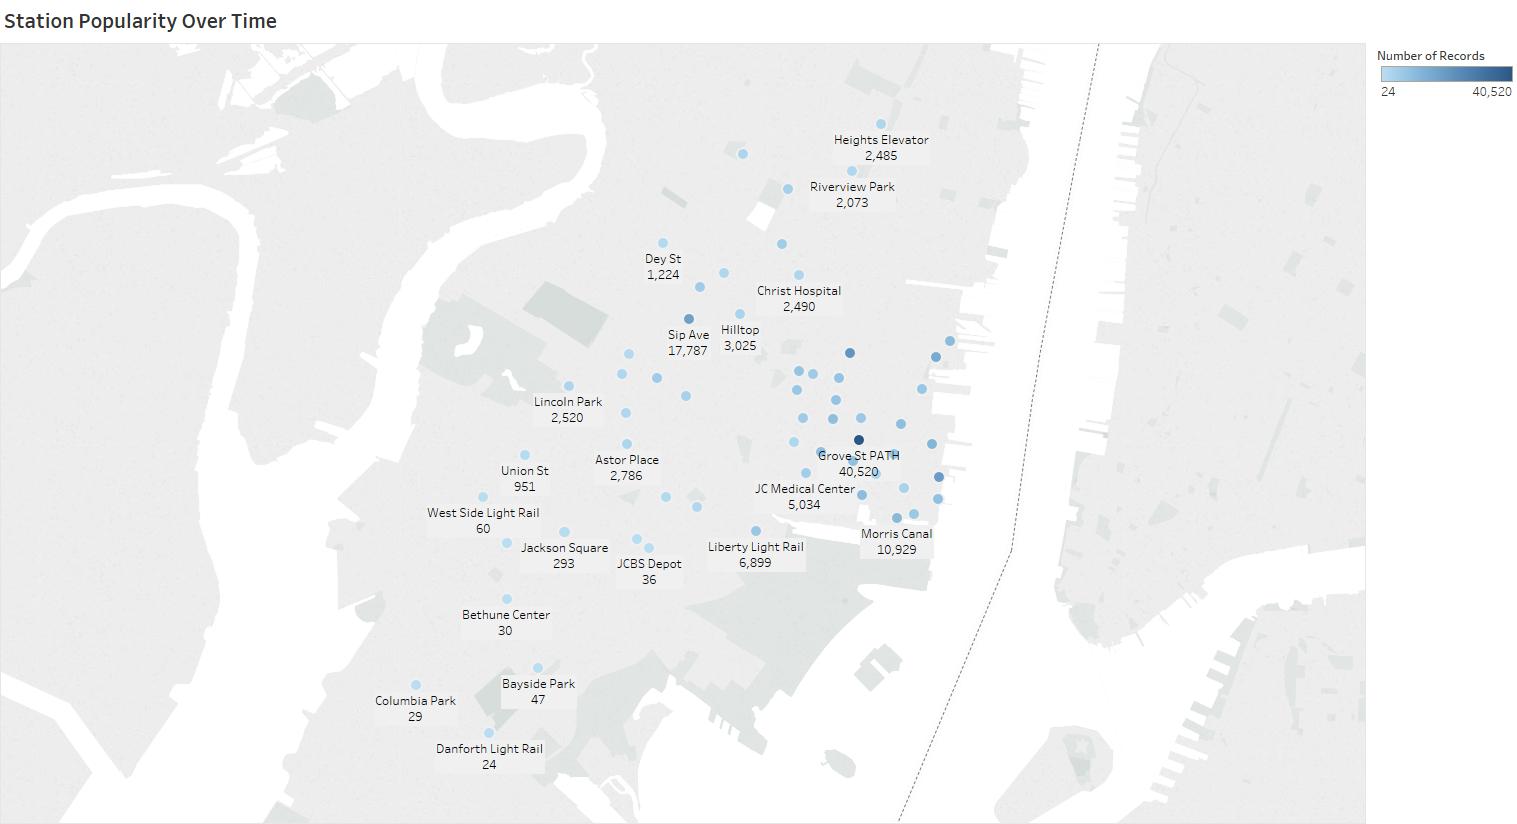 Station Popularity Over Time
Number of Records
24 40,520
Heights Elevator
2,485
Riverview Park
2,073
Dey St
1,224
Christ Hospital
2,490
Sip Ave
17,787
Hilltop
3,025
Lincoln Park
2,520
Astor Place
2,786
Grove St PATH
40,520
Union St
951
JC Medical Center
5,034
West Side Light Rail
60
Morris Canal
10,929
Jackson Square
293
Liberty Light Rail
6,899
JCBS Depot
36
Bethune Center
30
Bayside Park
47
Columbia Park
29
Danforth Light Rail
24